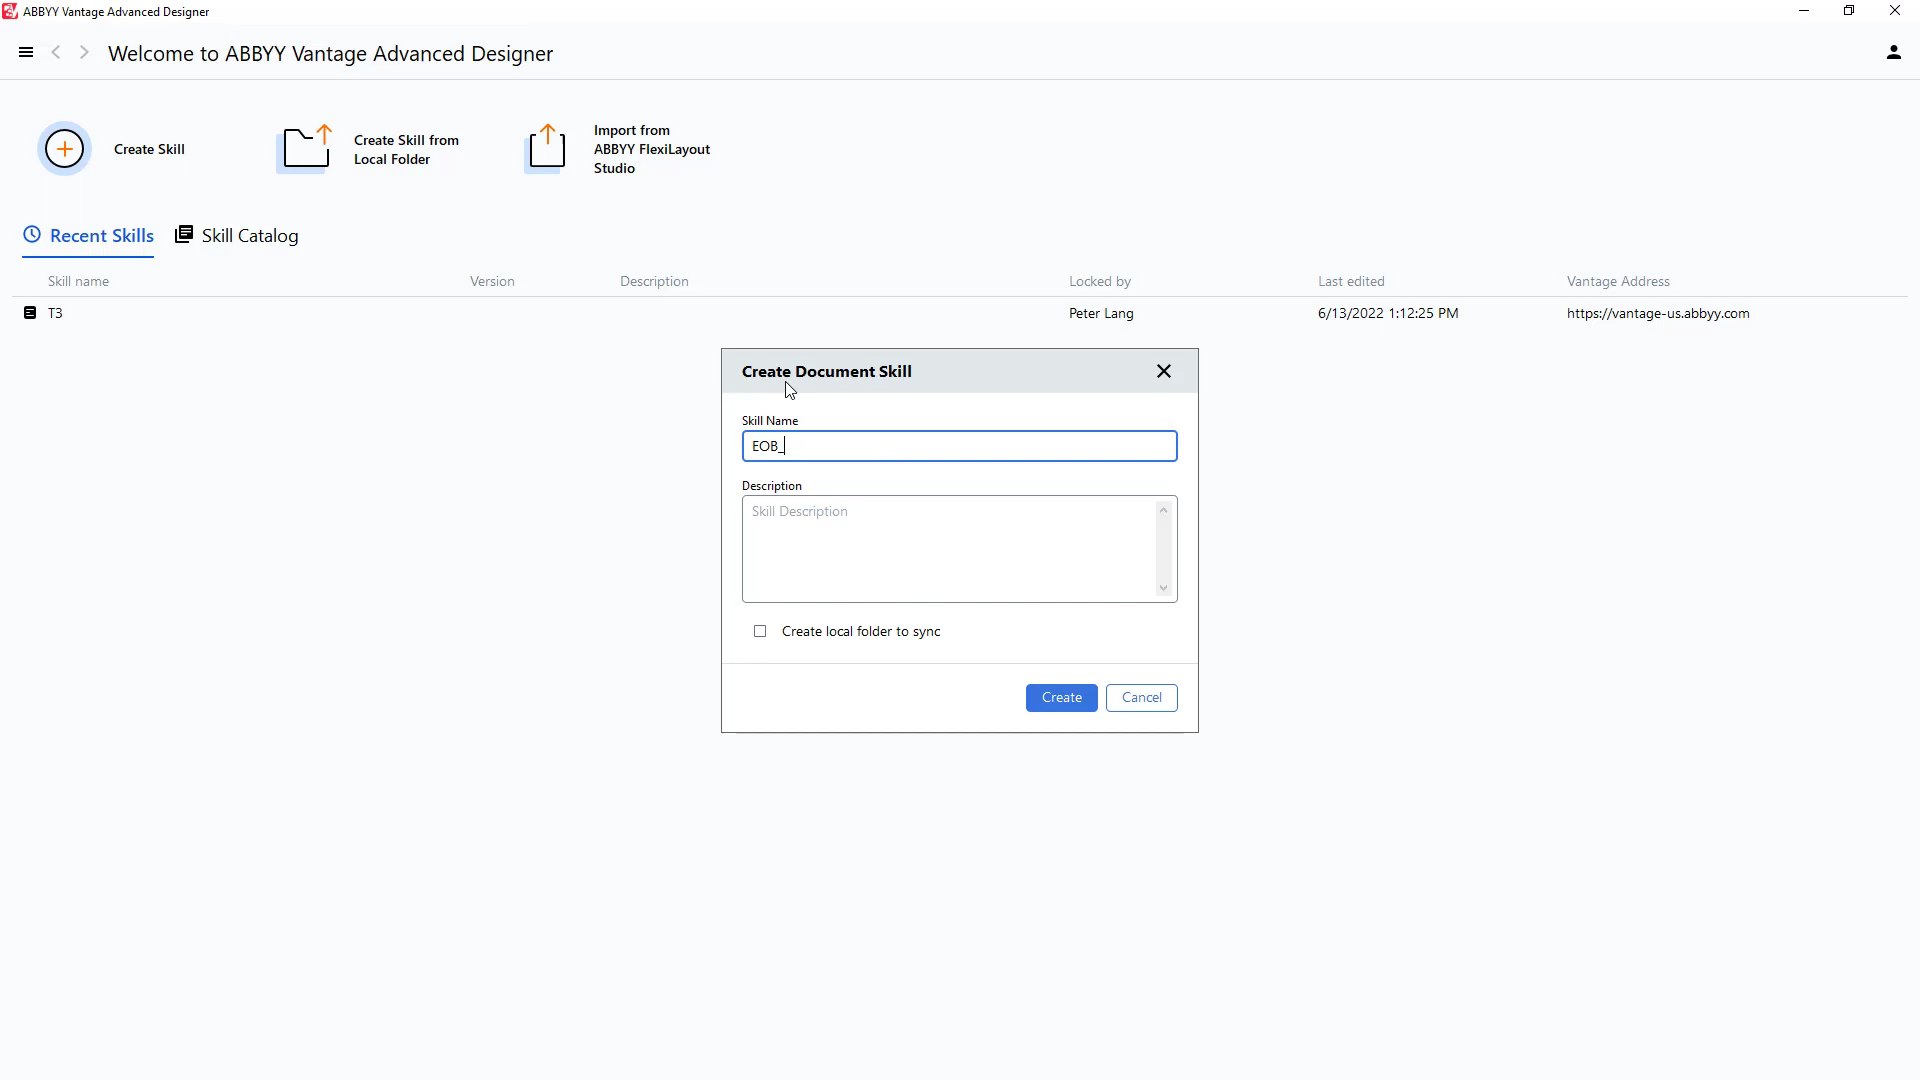 ABBYY Vantage Advanced Designer
Welcome to ABBYY Vantage Advanced Designer
Create Skill
Create Skill from
Local Folder
Import from
ABBYY FlexiLayout
Studio
Recent Skills
Skill Catalog
Skill name Version Description Locked by Last edited Vantage Address
T3 Peter Lang 6/13/2022 1:12:25 PM https://vantage-us.abbyy.com
Create Document Skill
Skill Name
EOB_
Description
Skill Description
Create local folder to sync
Create Cancel